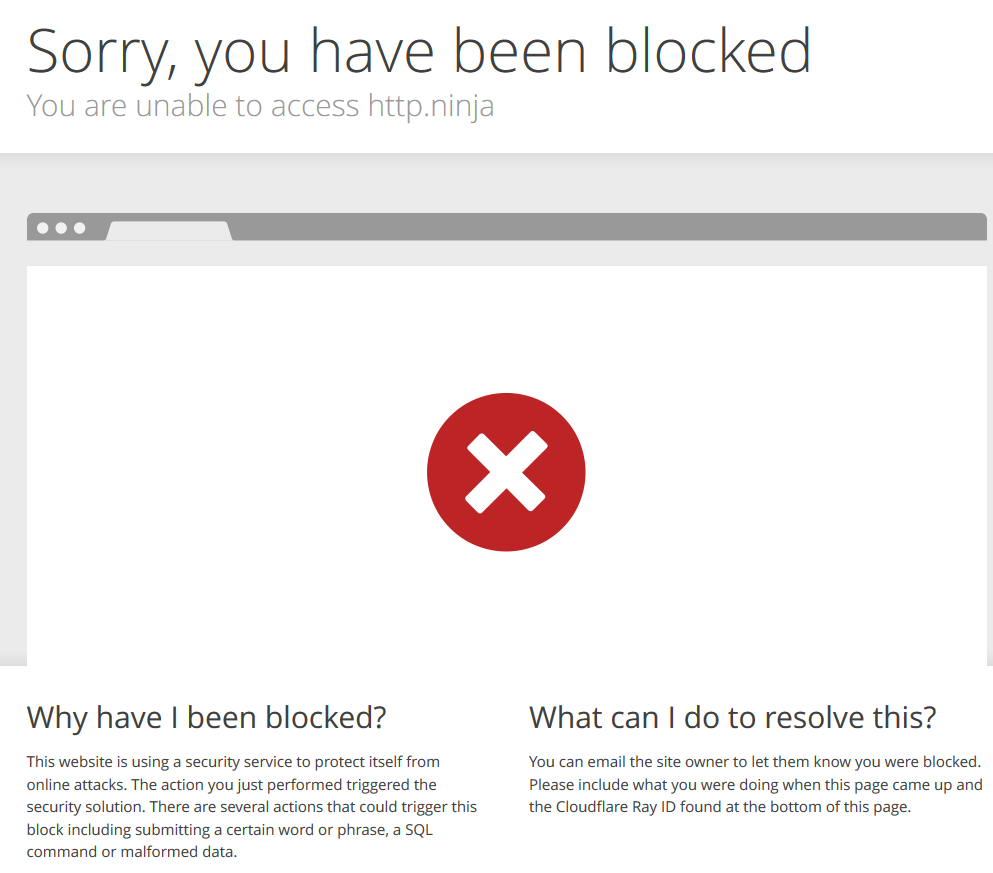 Sorry, you have been blocked
You are unable to access http.ninja
Why have I been blocked?
This website is using a security service to protect itself from
online attacks. The action you just performed triggered the
security solution. There are several actions that could trigger this
block including submitting a certain word or phrase, a SQL
command or malformed data.
What can I do to resolve this?
You can email the site owner to let them know you were blocked.
Please include what you were doing when this page came up and
the Cloudflare Ray ID found at the bottom of this page.